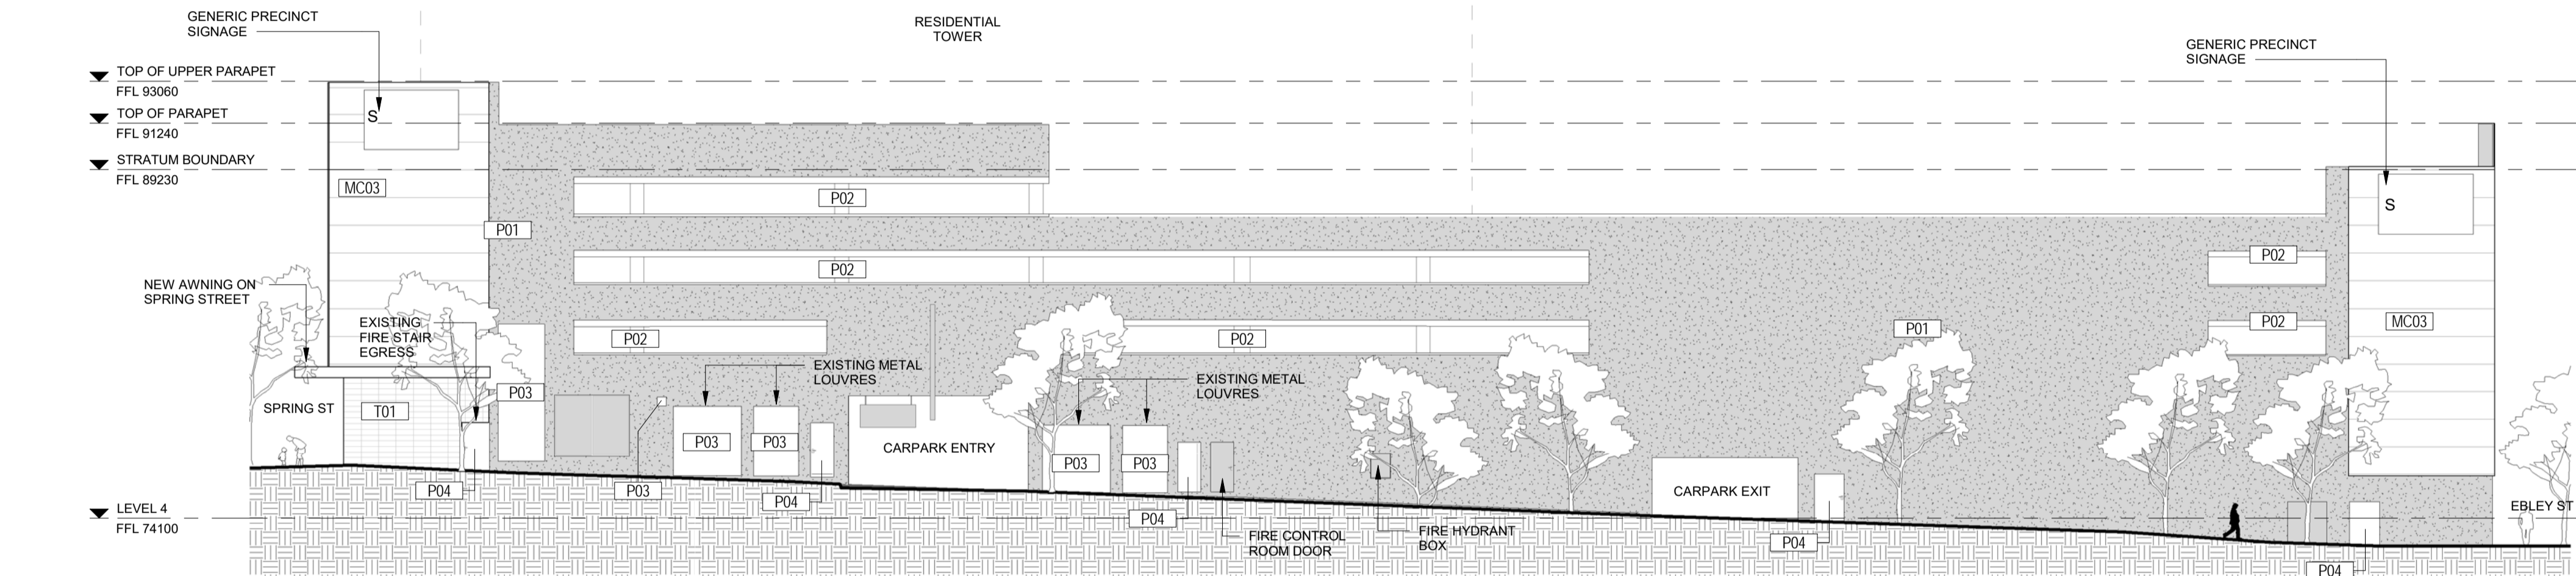 GENERIC PRECINCT
SIGNAGE
RESIDENTIAL
TOWER
GENERIC PRECINCT
SIGNAGE
TOP OF UPPER PARAPET
FFL 93060
TOP OF PARAPET
FFL 91240
STRATUM BOUNDARY
FFL 89230
S
MC03
P01
P02
P02
P02
P02
P01
P02
P02
S
MC03
NEW AWNING ON
SPRING STREET
EXISTING
FIRE STAIR
EGRESS
SPRING ST
T01
P03
EXISTING METAL
LOUVRES
P03
P03
CARPARK ENTRY
EXISTING METAL
LOUVRES
P03
P03
CARPARK EXIT
P04
P03
P04
P04
P04
P04
FIRE CONTROL
ROOM DOOR
FIRE HYDRANT
BOX
EBLEY ST
LEVEL 4
FFL 74100